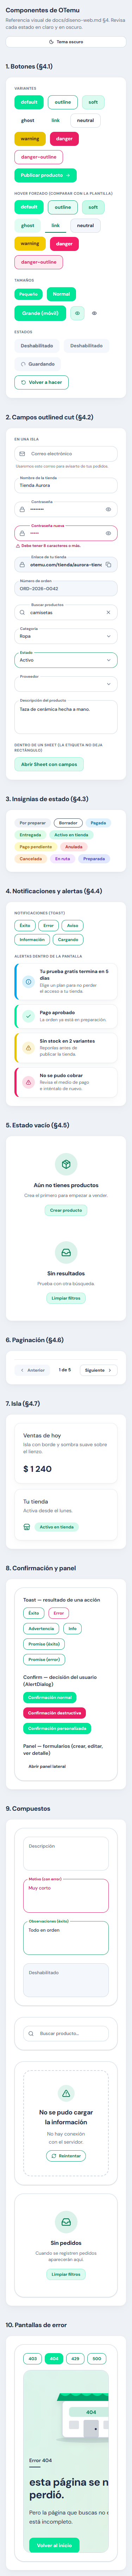 Componentes de OTemu
Referencia visual de docs/diseno-web.md §4. Revisa
cada estado en claro y en oscuro.
Tema oscuro
1. Botones (§4.1)
VARIANTES
default
outline
soft
ghost
link
neutral
warning
danger
danger-outline
Publicar producto →
HOVER FORZADO (COMPARAR CON LA PLANTILLA)
default
outline
soft
ghost
link
neutral
warning
danger
danger-outline
TAMAÑOS
Pequeño
Normal
Grande (móvil)
ESTADOS
Deshabilitado
Deshabilitado
Guardando
Volver a hacer
2. Campos outlined cut (§4.2)
EN UNA ISLA
Correo electrónico
Usaremos este correo para avisarte de tus pedidos.
Nombre de la tienda
Tienda Aurora
Contraseña
Contraseña nueva
Debe tener 8 caracteres o más.
Enlace de tu tienda
otemu.com/tienda/aurora-tiend
Número de orden
ORD-2026-0042
Buscar productos
camisetas
Categoría
Ropa
Estado
Activo
Proveedor
Descripción del producto
Taza de cerámica hecha a mano.
DENTRO DE UN SHEET (LA ETIQUETA NO DEJA
RECTÁNGULO)
Abrir Sheet con campos
3. Insignias de estado (§4.3)
Por preparar
Borrador
Pagada
Entregada
Activo en tienda
Pago pendiente
Anulada
Cancelada
En ruta
Preparada
4. Notificaciones y alertas (§4.4)
NOTIFICACIONES (TOAST)
Éxito
Error
Aviso
Información
Cargando
ALERTAS DENTRO DE LA PANTALLA
Tu prueba gratis termina en 5
días
Elige un plan para no perder
el acceso a tu tienda.
Pago aprobado
La orden ya está en preparación.
Sin stock en 2 variantes
Repónlas antes de
publicar la tienda.
No se pudo cobrar
Revisa el medio de pago
e inténtalo de nuevo.
5. Estado vacío (§4.5)
Aún no tienes productos
Crea el primero para empezar a vender.
Crear producto
Sin resultados
Prueba con otra búsqueda.
Limpiar filtros
6. Paginación (§4.6)
Anterior
1 de 5
Siguiente
7. Isla (§4.7)
Ventas de hoy
Isla con borde y sombra suave sobre
el lienzo.
$ 1 240
Tu tienda
Activa desde el lunes
Activo en tienda
8. Confirmación y panel
Toast — resultado de una acción
Éxito
Error
Advertencia
Info
Promise (éxito)
Promise (error)
Confirm — decisión del usuario
(AlertDialog)
Confirmación normal
Confirmación destructiva
Confirmación personalizada
Panel — formularios (crear, editar,
ver detalle)
Abrir panel lateral
9. Compuestos
Descripción
Motivo (con error)
Muy corto
Observaciones (éxito)
Todo en orden
Deshabilitado
Buscar producto...
No se pudo cargar
la información
No hay conexión
con el servidor.
Reintentar
Sin pedidos
Cuando se registren pedidos
aparecerán aquí.
Limpiar filtros
10. Pantallas de error
403
404
429
500
404
Error 404
esta página se n
perdió.
Pero la página que buscas no e
está incompleto.
Volver al inicio